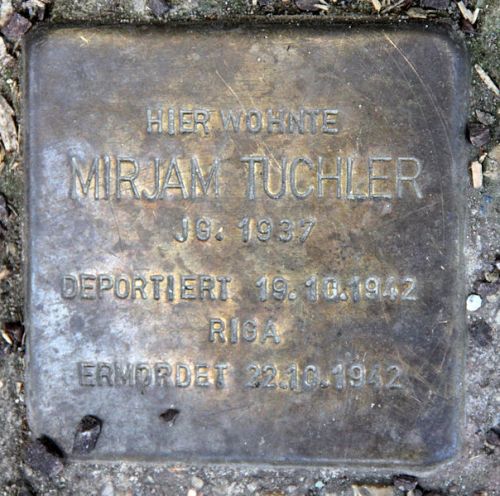 HIER WOHNTE
MIRJAM TUCHLER
JG. 1937
DEPORTIERT 19.10.1942
RIGA
ERMORDET 22.10.1942